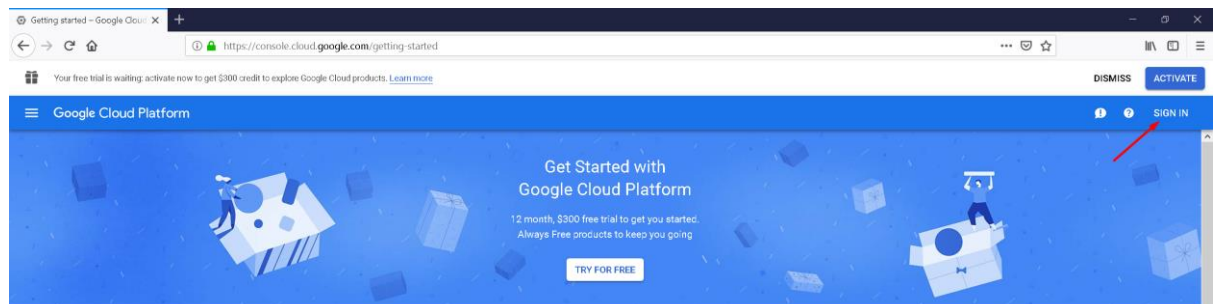 Getting started – Google Cloud
https://console.cloud.google.com/getting-started
Your free trial is waiting: activate now to get $300 credit to explore Google Cloud products. Learn more
DISMISS
ACTIVATE
Google Cloud Platform
SIGN IN
Get Started with
Google Cloud Platform
12 month, $300 free trial to get you started.
Always Free products to keep you going
TRY FOR FREE